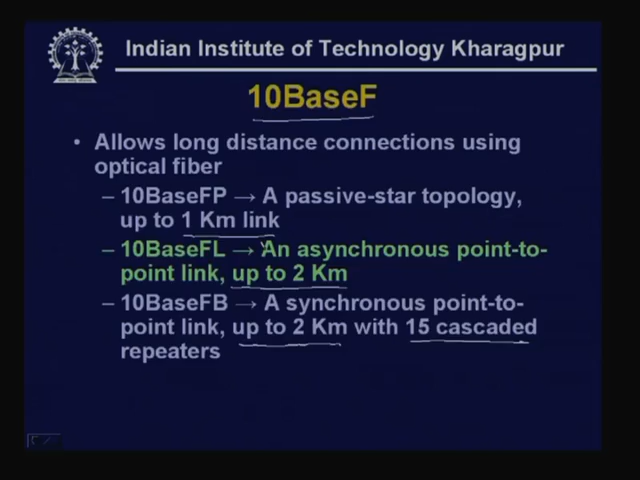 Indian Institute of Technology Kharagpur
10BaseF
• Allows long distance connections using
optical fiber
– 10BaseFP → A passive-star topology,
up to 1 Km link
– 10BaseFL → An asynchronous point-to-
point link, up to 2 Km
– 10BaseFB → A synchronous point-to-
point link, up to 2 Km with 15 cascaded
repeaters